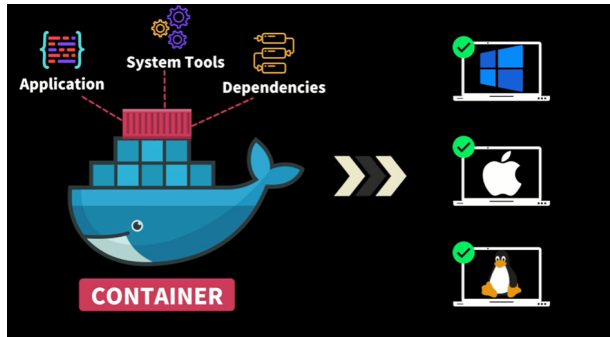 Application
System Tools
Dependencies
CONTAINER